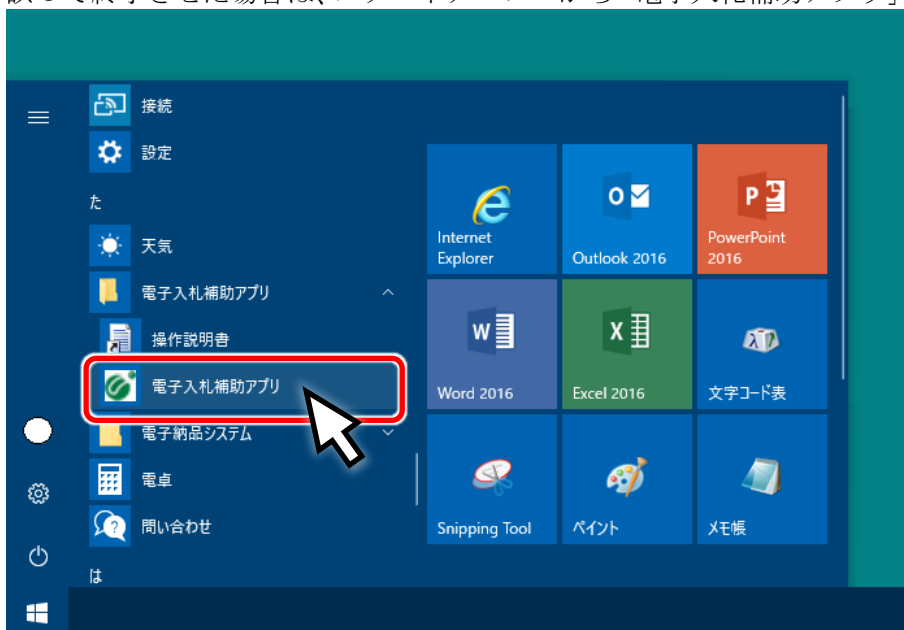 接続
設定
た
天気
電子入札補助アプリ
操作説明書
電子入札補助アプリ
電子納品システム
電卓
問い合わせ
は
Internet
Explorer
Outlook 2016
PowerPoint
2016
Word 2016
Excel 2016
文字コード表
Snipping Tool
ペイント
メモ帳